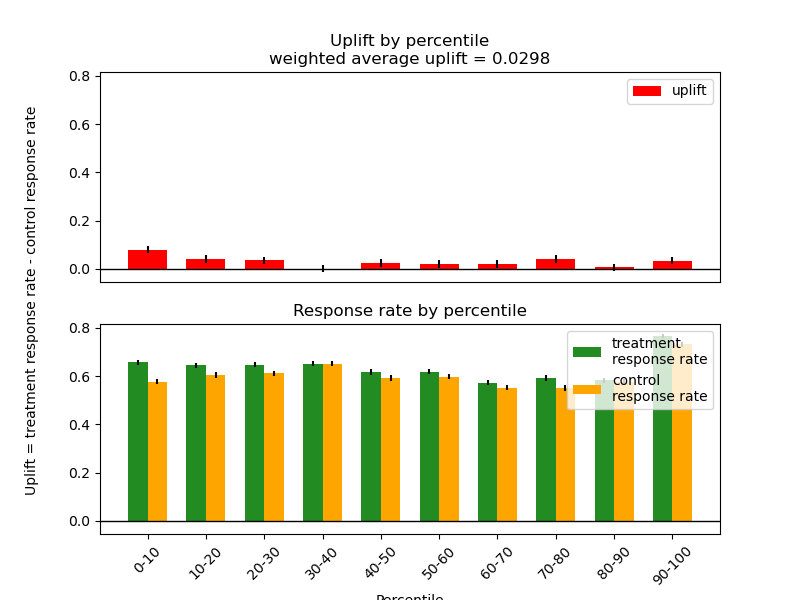 Uplift by percentile
weighted average uplift = 0.0298
uplift
0.8
0.6
0.4
0.2
0.0
Uplift = treatment response rate - control response rate
Response rate by percentile
treatment
response rate
control
response rate
0.8
0.6
0.4
0.2
0.0
0-10
10-20
20-30
30-40
40-50
50-60
60-70
70-80
80-90
90-100
Percentile